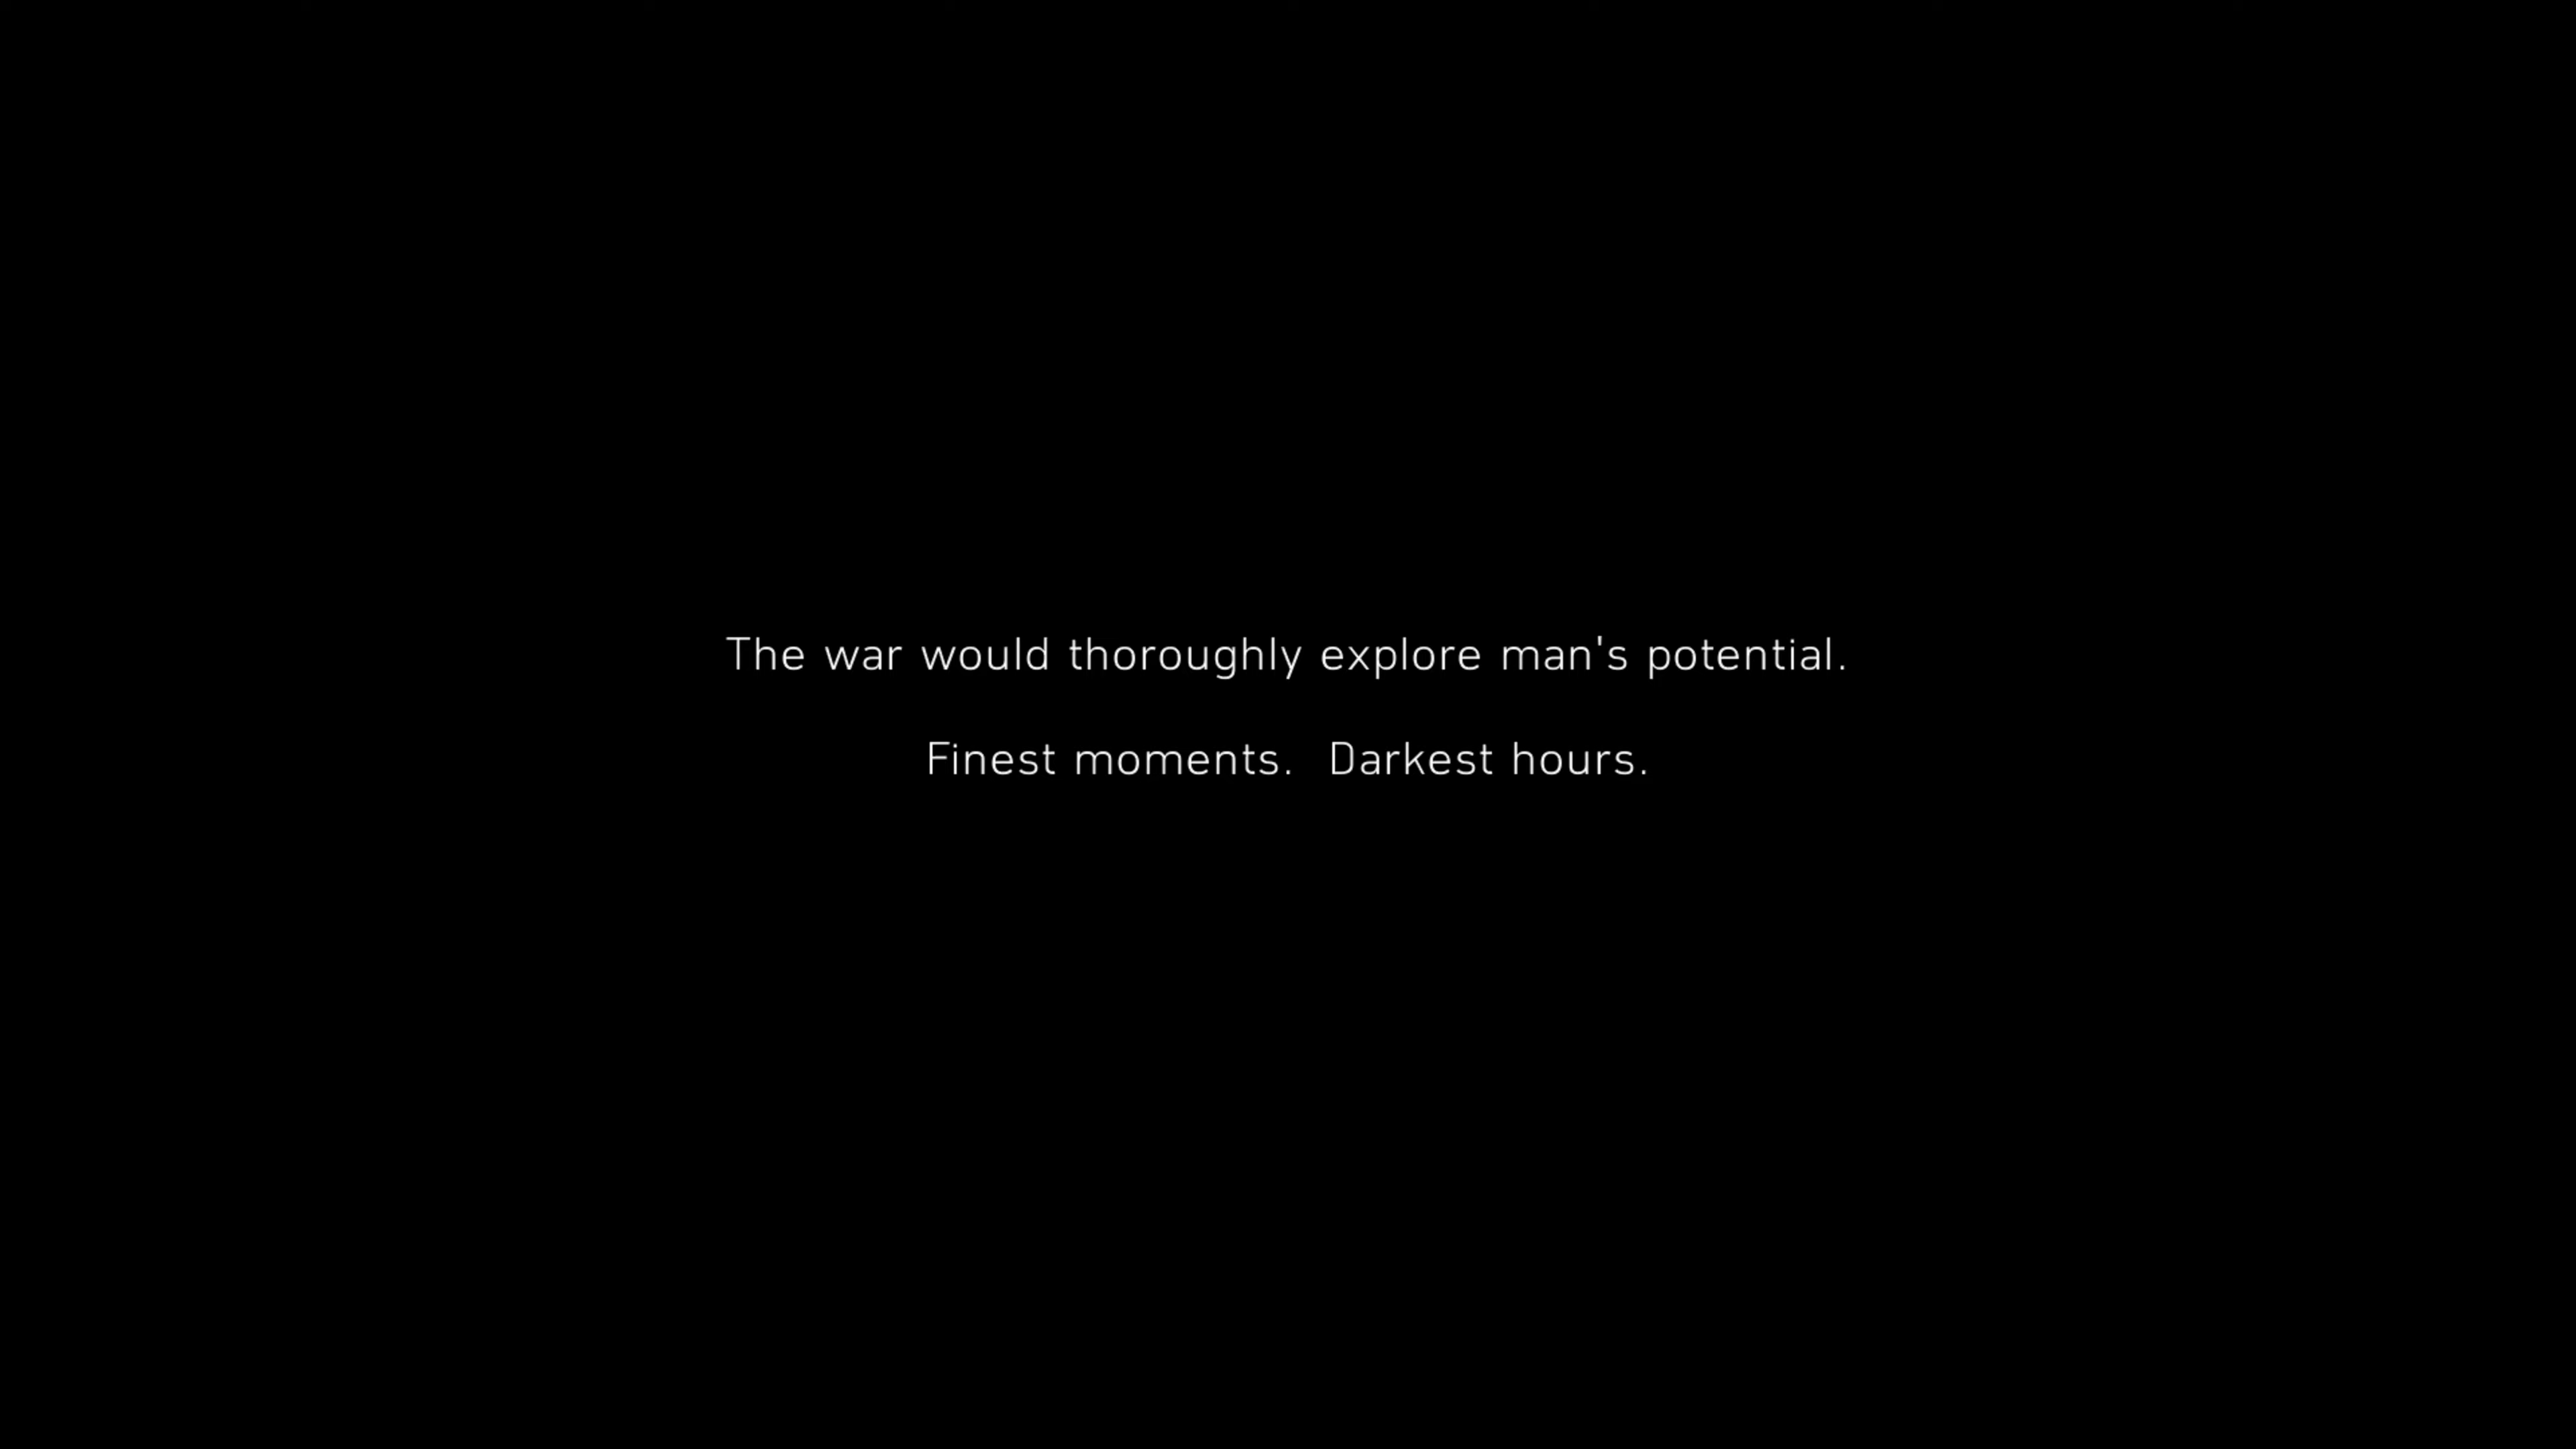 The war would thoroughly explore man's potential.
Finest moments.  Darkest hours.